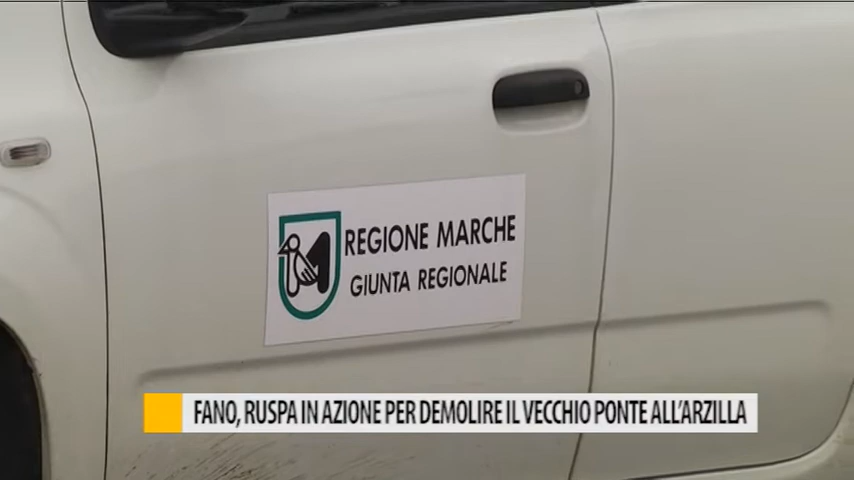 REGIONE MARCHE
GIUNTA REGIONALE
FANO, RUSPA IN AZIONE PER DEMOLIRE IL VECCHIO PONTE ALL'ARZILLA